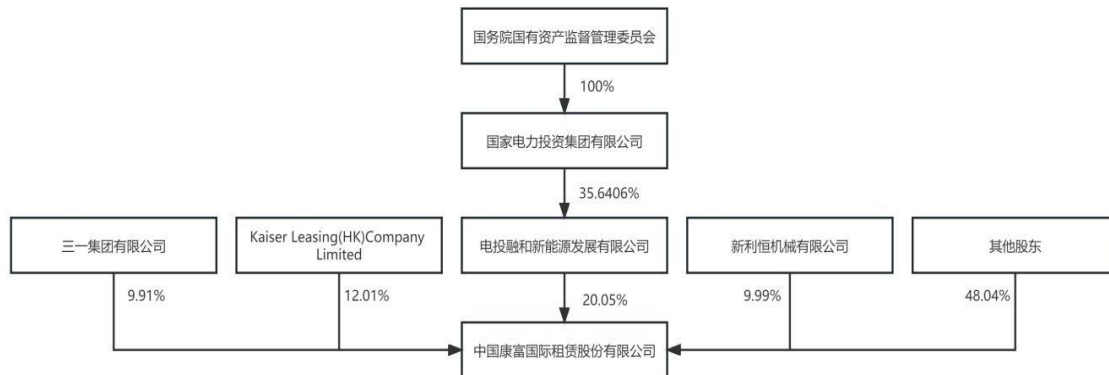 国务院国有资产监督管理委员会
100%
国家电力投资集团有限公司
35.6406%
三一集团有限公司
Kaiser Leasing(HK)Company
Limited
电投融和新能源发展有限公司
新利恒机械有限公司
其他股东
9.91%
12.01%
20.05%
9.99%
48.04%
中国康富国际租赁股份有限公司